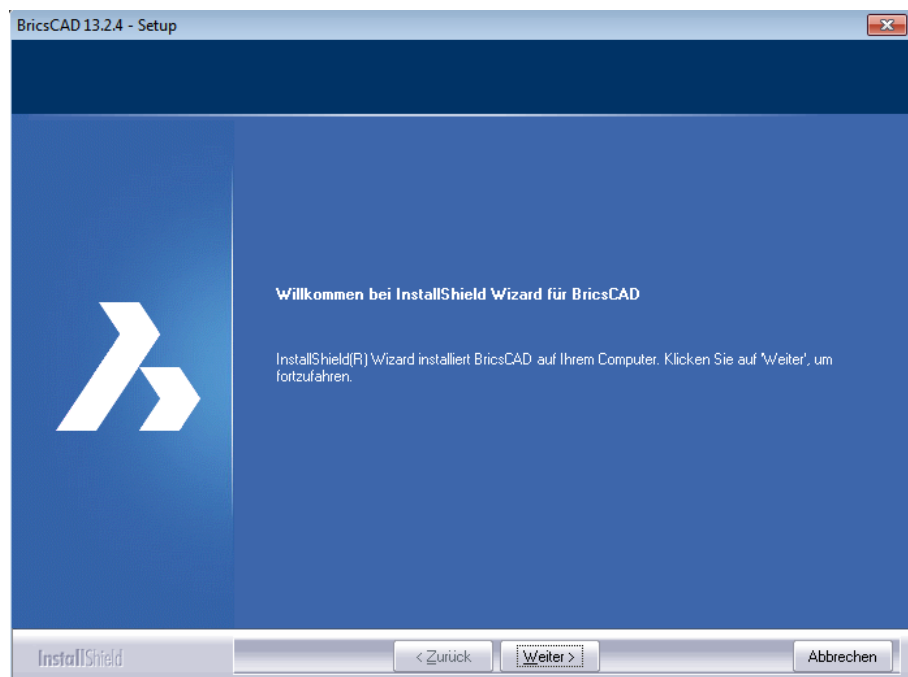 BricsCAD 13.2.4 - Setup
Willkommen bei InstallShield Wizard für BricsCAD
InstallShield(R) Wizard installiert BricsCAD auf Ihrem Computer. Klicken Sie auf 'Weiter', um
fortzufahren.
InstallShield
< Zurück
Weiter >
Abbrechen